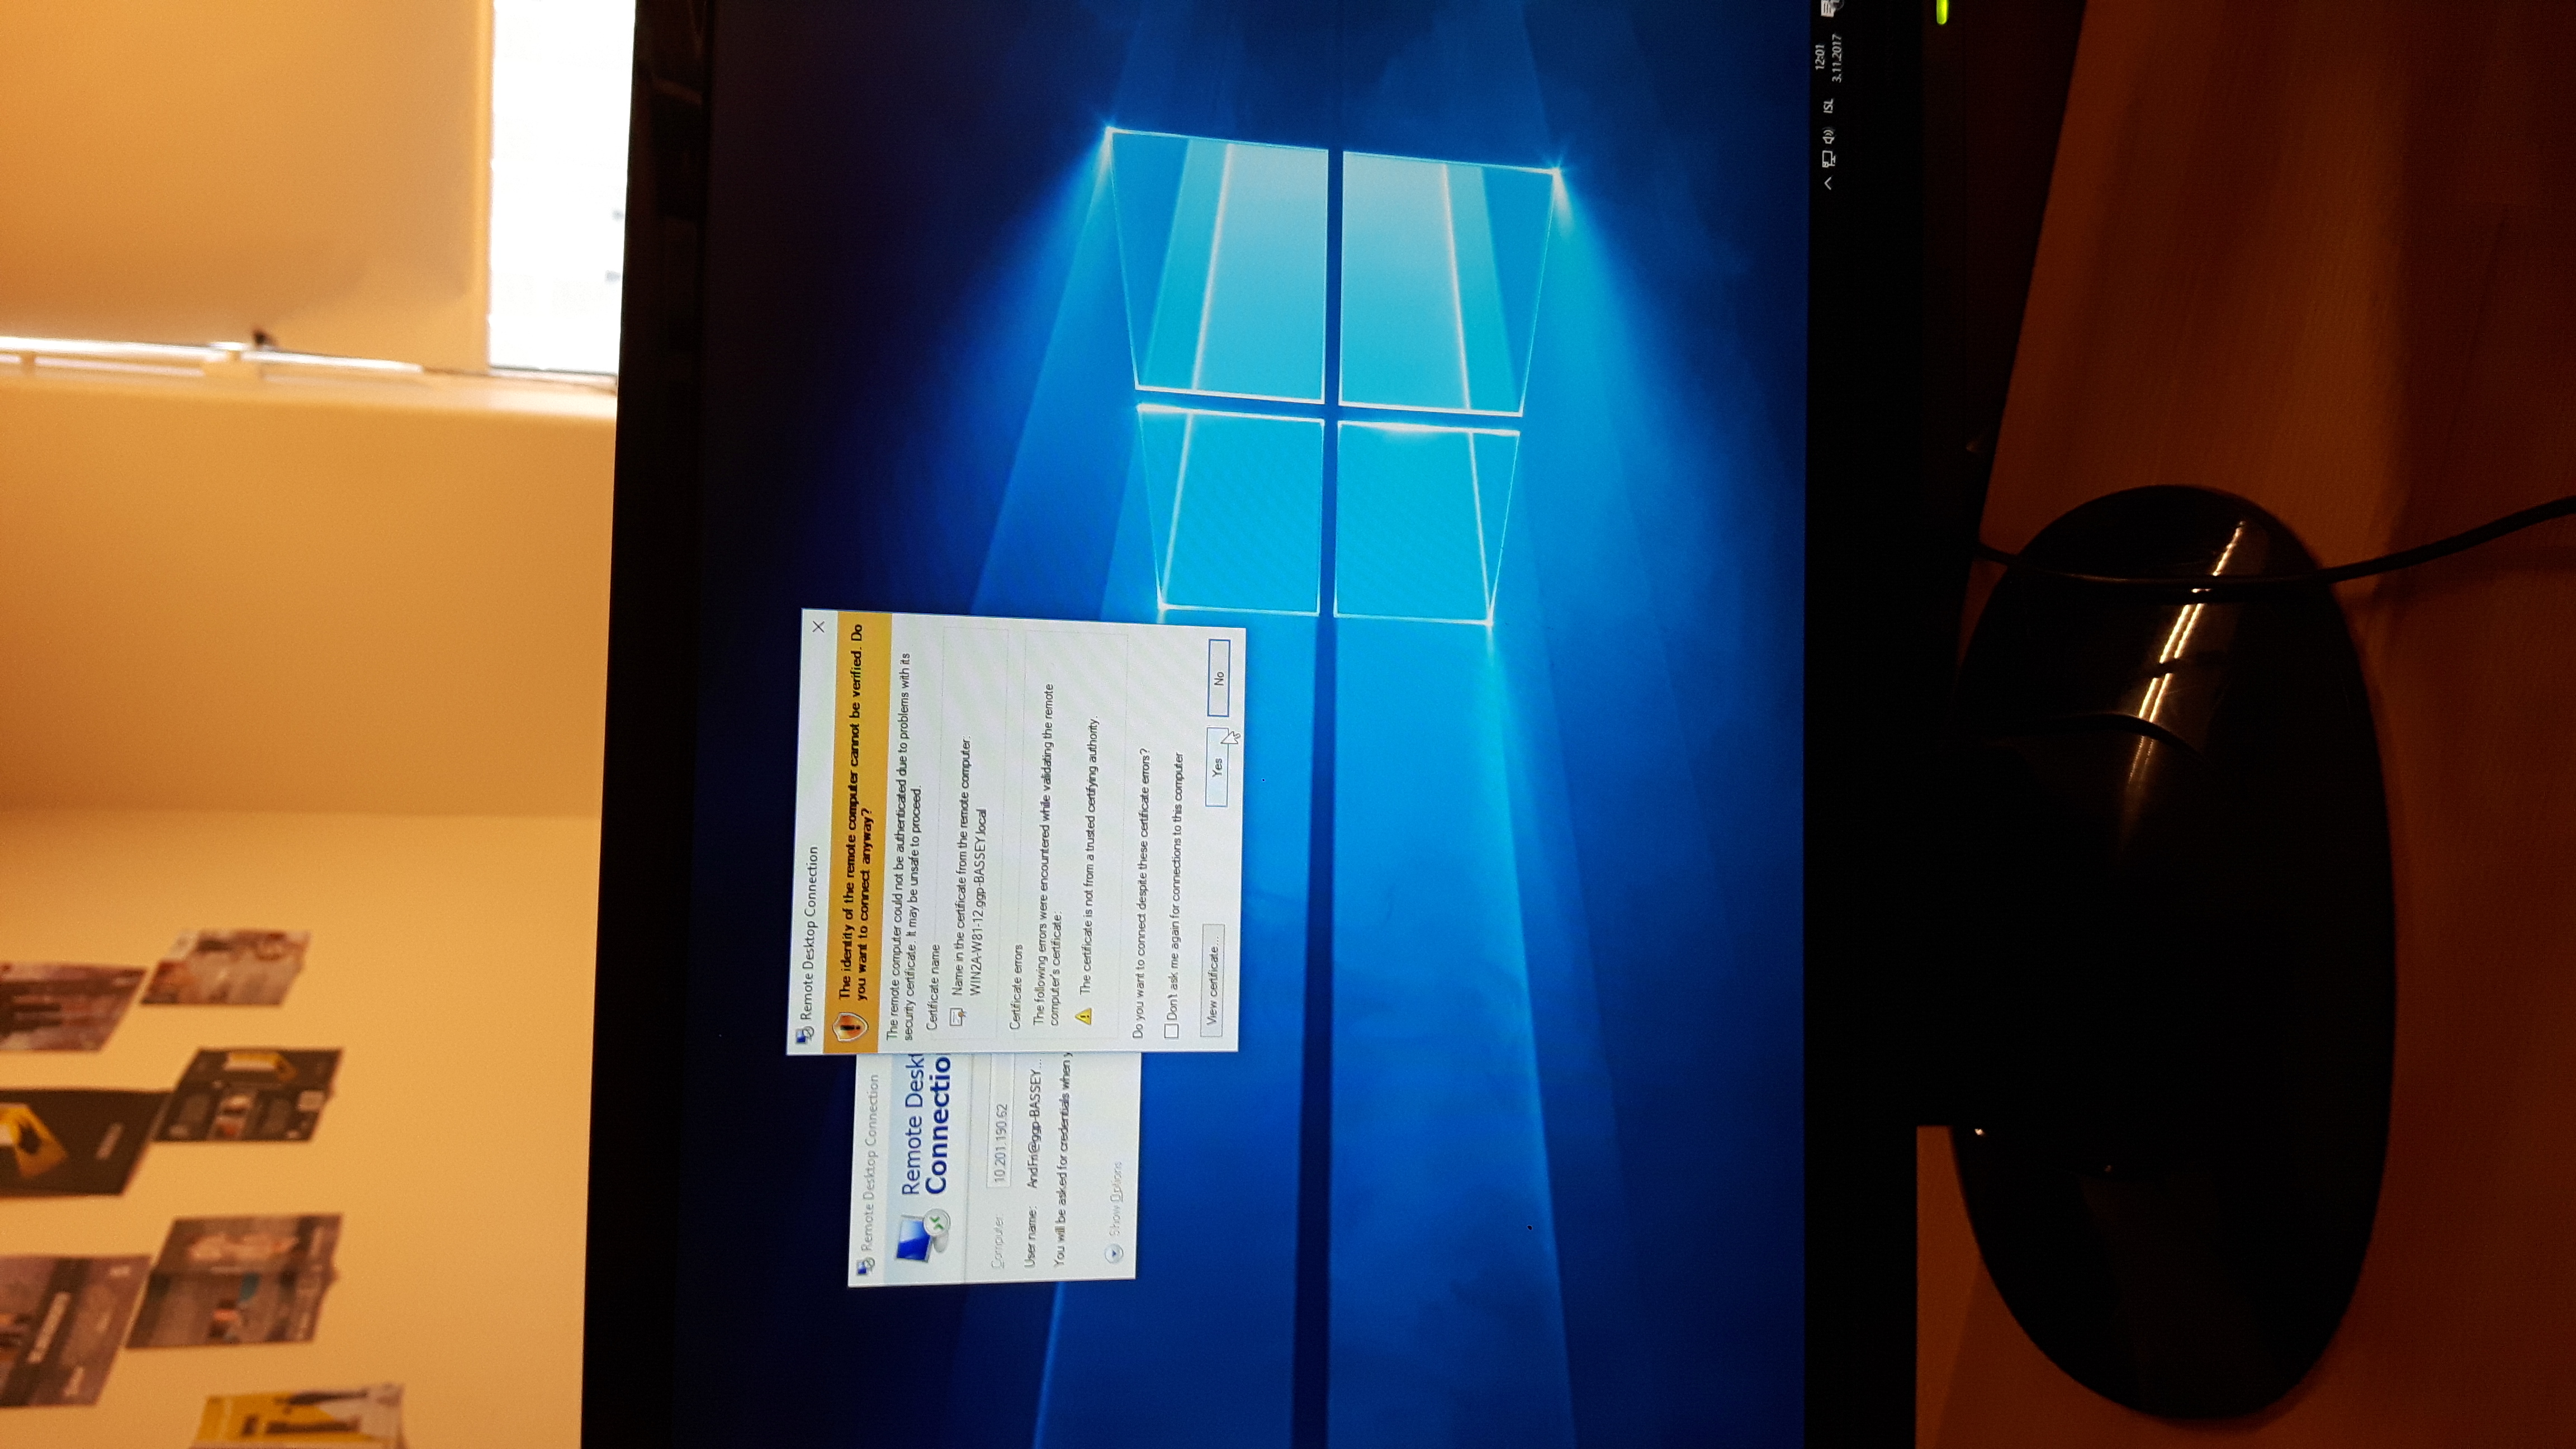 Remote Desktop Connection
The identity of the remote computer cannot be verified. Do
you want to connect anyway?
The remote computer could not be authenticated due to problems with its
security certificate. It may be unsafe to proceed.
Certificate name
Name in the certificate from the remote computer:
WIN2A-W81-12.ggp-BASSEY.local
Certificate errors
The following errors were encountered while validating the remote
computer's certificate:
The certificate is not from a trusted certifying authority.
Do you want to connect despite these certificate errors?
Don't ask me again for connections to this computer
View certificate...
Yes
No
Remote Desktop Connection
Remote Deskt
Connectio
Computer:
10.201.190.62
User name:
AndFri@ggp-BASSEY...
You will be asked for credentials when y
Show Options
ISL
12:01
3.11.2017